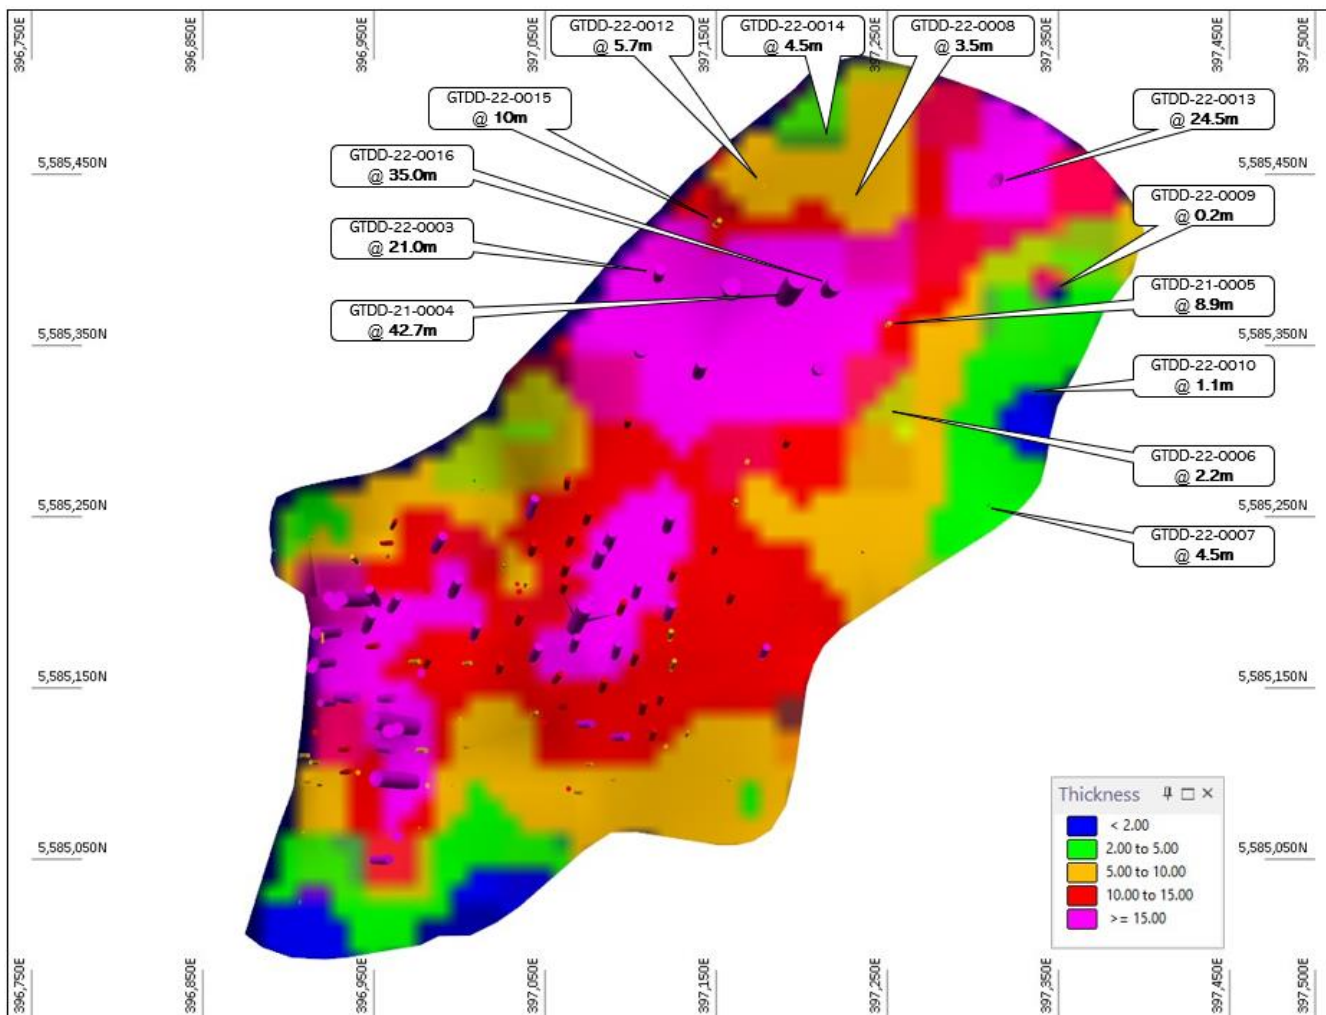 396,750E
396,850E
396,950E
397,050E
397,150E
397,250E
397,350E
397,450E
397,500E
GTDD-22-0012
@ 5.7m
GTDD-22-0014
@ 4.5m
GTDD-22-0008
@ 3.5m
GTDD-22-0015
@ 10m
GTDD-22-0013
@ 24.5m
5,585,450N
GTDD-22-0016
@ 35.0m
5,585,450N
GTDD-22-0009
@ 0.2m
GTDD-22-0003
@ 21.0m
GTDD-21-0005
@ 8.9m
GTDD-21-0004
@ 42.7m
5,585,350N
5,585,350N
GTDD-22-0010
@ 1.1m
GTDD-22-0006
@ 2.2m
5,585,250N
5,585,250N
GTDD-22-0007
@ 4.5m
5,585,150N
5,585,150N
Thickness
< 2.00
2.00 to 5.00
5.00 to 10.00
10.00 to 15.00
>= 15.00
5,585,050N
5,585,050N
396,750E
396,850E
396,950E
397,050E
397,150E
397,250E
397,350E
397,450E
397,500E